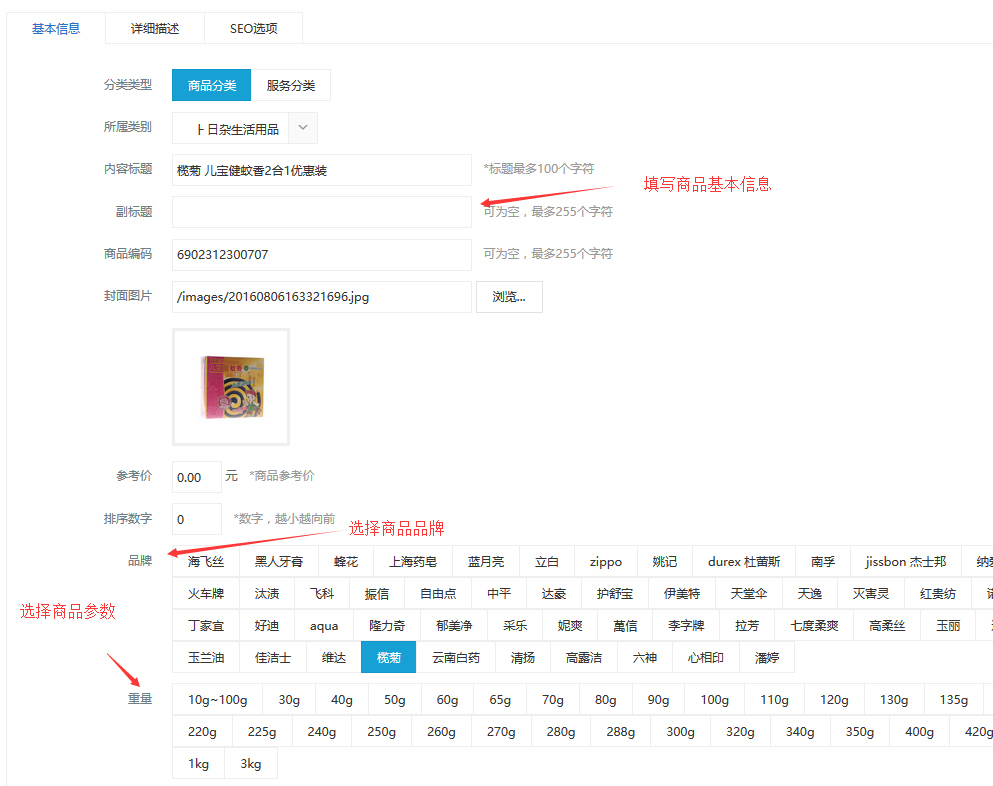 基本信息 详细描述 SEO选项
分类类型 商品分类 服务分类
所属类别 ├ 日杂生活用品
内容标题 榄菊 儿宝健蚊香2合1优惠装 *标题最多100个字符
填写商品基本信息
副标题 可为空，最多255个字符
商品编码 6902312300707 可为空，最多255个字符
封面图片 /images/20160806163321696.jpg 浏览...
参考价 0.00 元 *商品参考价
排序数字 0 *数字，越小越向前
选择商品品牌
品牌 海飞丝 黑人牙膏 蜂花 上海药皂 蓝月亮 立白 zippo 姚记 durex 杜蕾斯 南孚 jissbon 杰士邦
火车牌 汰渍 飞科 振信 自由点 中平 达豪 护舒宝 伊美特 天堂伞 天逸 灭害灵 红贵纺
选择商品参数
丁家宜 好迪 aqua 隆力奇 郁美净 采乐 妮爽 萬信 李字牌 拉芳 七度柔爽 高柔丝 玉丽
玉兰油 佳洁士 维达 榄菊 云南白药 清扬 高露洁 六神 心相印 潘婷
重量 10g~100g 30g 40g 50g 60g 65g 70g 80g 90g 100g 110g 120g 130g 135g
220g 225g 240g 250g 260g 270g 280g 288g 300g 320g 340g 350g 400g 420g
1kg 3kg